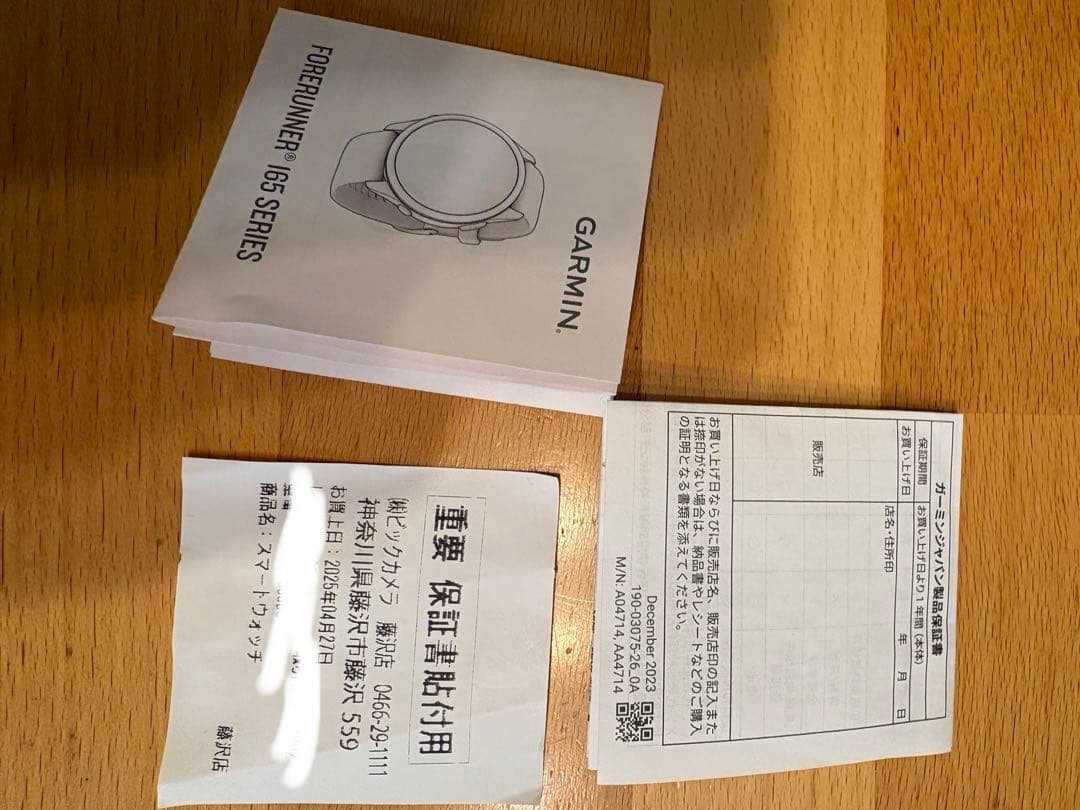 GARMIN®
FORERUNNER® 165 SERIES
ガーミンジャパン製品保証書
保証期間 お買い上げ日より1年間（本体）
お買い上げ日 年 月 日
店名・住所印
販売店
お買い上げ日ならびに販売店名、販売店印の記入また
は捺印がない場合は、納品書やレシートなどのご購入
の証明となる書類を添えてください。
December 2023
190-03075-26_0A
M/N: A04714, AA4714
重要 保証書貼付用
㈱ビックカメラ 藤沢店 0466-29-1111
神奈川県藤沢市藤沢559
お買上日：2025年04月27日
商品名：スマートウォッチ
藤沢店